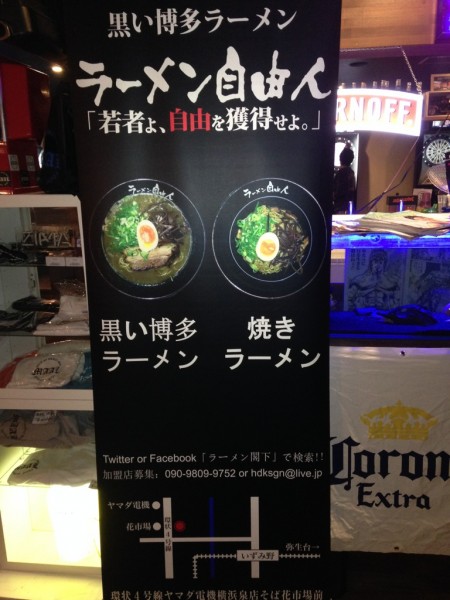 黒い博多ラーメン
ラーメン自由人
「若者よ、自由を獲得せよ。」
RNOFF
ラーメン自由人
ラーメン自由人
黒い博多
ラーメン
焼き
ラーメン
Twitter or Facebook「ラーメン閣下」で検索!!
加盟店募集：090-9809-9752 or hdksgn@live.jp
ヤマダ電機
花市場
環状4号線
いずみ野
弥生台→
環状4号線ヤマダ電機横浜泉店そば花市場前
Corona
Extra